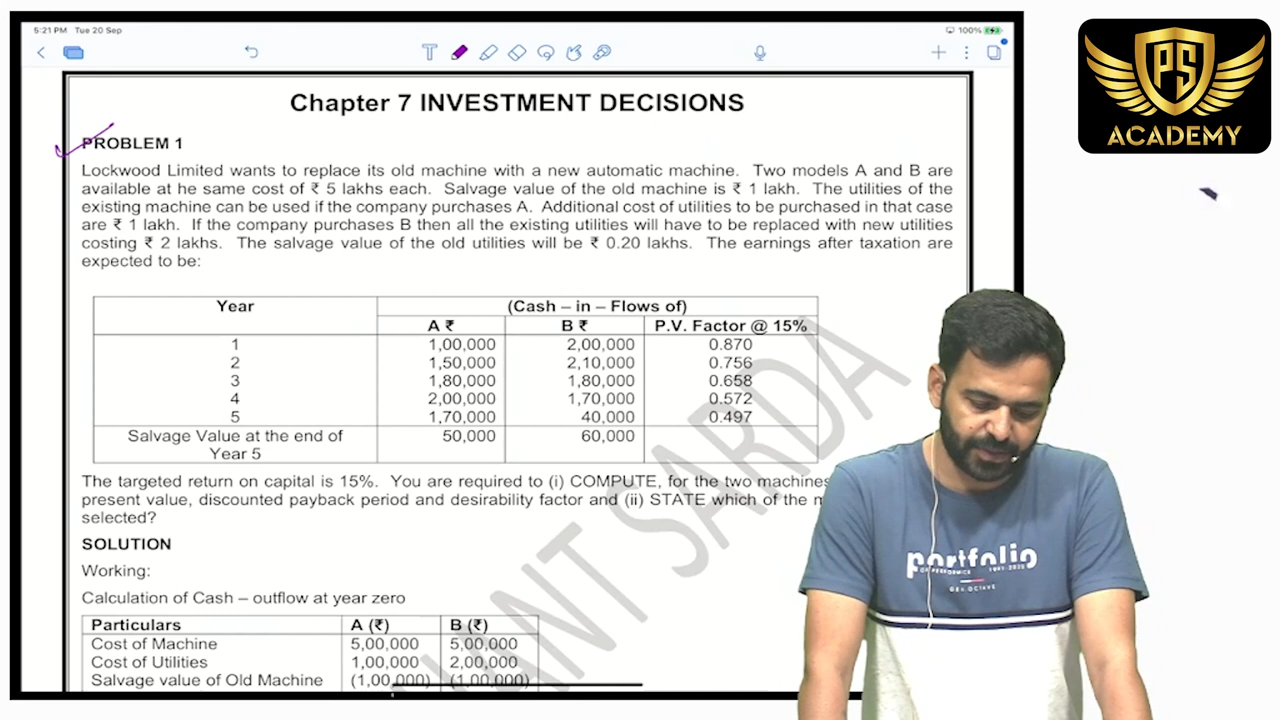 5:21 PM Tue 20 Sep
100%
PS
ACADEMY
Chapter 7 INVESTMENT DECISIONS
PROBLEM 1
Lockwood Limited wants to replace its old machine with a new automatic machine. Two models A and B are
available at he same cost of ₹ 5 lakhs each. Salvage value of the old machine is ₹ 1 lakh. The utilities of the
existing machine can be used if the company purchases A. Additional cost of utilities to be purchased in that case
are ₹ 1 lakh. If the company purchases B then all the existing utilities will have to be replaced with new utilities
costing ₹ 2 lakhs. The salvage value of the old utilities will be ₹ 0.20 lakhs. The earnings after taxation are
expected to be:
Year (Cash – in – Flows of)
A ₹ B ₹ P.V. Factor @ 15%
1 1,00,000 2,00,000 0.870
2 1,50,000 2,10,000 0.756
3 1,80,000 1,80,000 0.658
4 2,00,000 1,70,000 0.572
5 1,70,000 40,000 0.497
Salvage Value at the end of 50,000 60,000
Year 5
The targeted return on capital is 15%. You are required to (i) COMPUTE, for the two machines
present value, discounted payback period and desirability factor and (ii) STATE which of the
selected?
SOLUTION
Working:
Calculation of Cash – outflow at year zero
Particulars A (₹) B (₹)
Cost of Machine 5,00,000 5,00,000
Cost of Utilities 1,00,000 2,00,000
Salvage value of Old Machine (1,00,000) (1,00,000)
ANT SARDA
portfolio